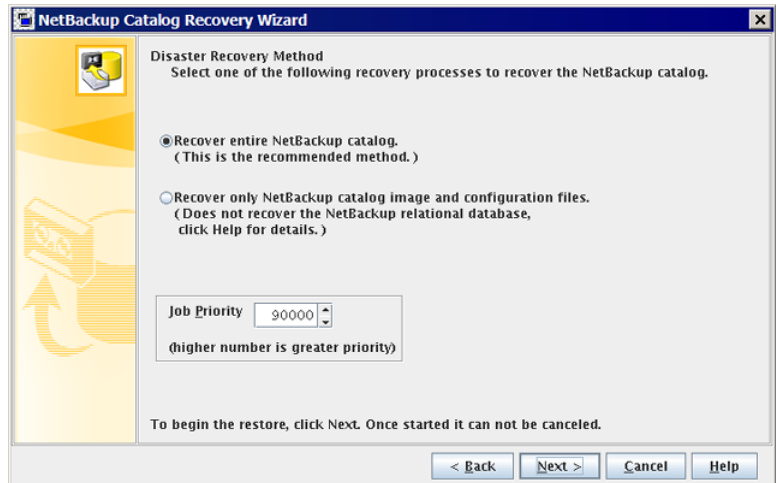 NetBackup Catalog Recovery Wizard
Disaster Recovery Method
Select one of the following recovery processes to recover the NetBackup catalog.
Recover entire NetBackup catalog.
(This is the recommended method.)
Recover only NetBackup catalog image and configuration files.
(Does not recover the NetBackup relational database,
click Help for details.)
Job Priority 90000
(higher number is greater priority)
To begin the restore, click Next. Once started it can not be canceled.
< Back Next > Cancel Help